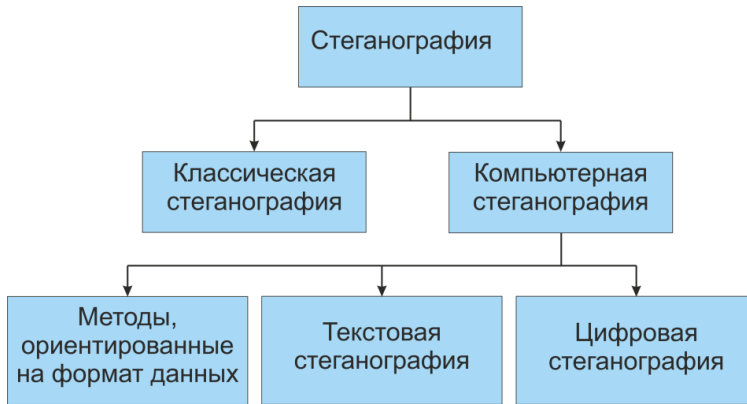 Стеганография
Классическая
стеганография
Компьютерная
стеганография
Методы,
ориентированные
на формат данных
Текстовая
стеганография
Цифровая
стеганография